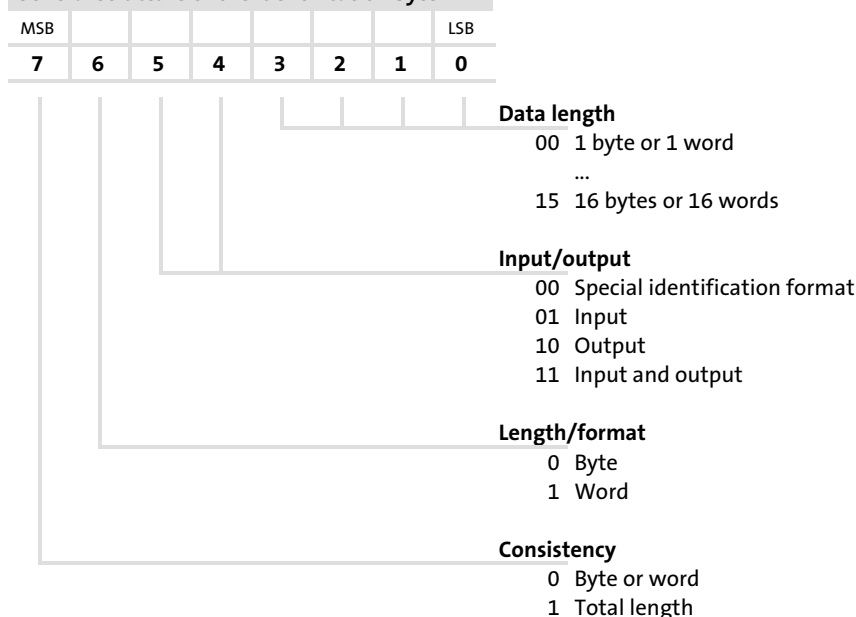 MSB LSB
7 6 5 4 3 2 1 0
Data length
00 1 byte or 1 word
...
15 16 bytes or 16 words
Input/output
00 Special identification format
01 Input
10 Output
11 Input and output
Length/format
0 Byte
1 Word
Consistency
0 Byte or word
1 Total length